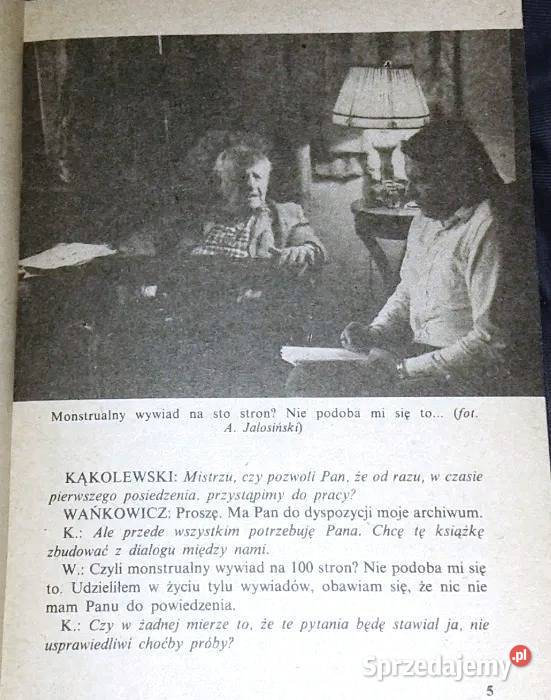 Monstrualny wywiad na sto stron? Nie podoba mi się to... (fot.
A. Jałosiński)
KĄKOLEWSKI: Mistrzu, czy pozwoli Pan, że od razu, w czasie
pierwszego posiedzenia, przystąpimy do pracy?
WAŃKOWICZ: Proszę. Ma Pan do dyspozycji moje archiwum.
K.: Ale przede wszystkim potrzebuję Pana. Chcę tę książkę
zbudować z dialogu między nami.
W.: Czyli monstrualny wywiad na 100 stron? Nie podoba mi się
to. Udzieliłem w życiu tylu wywiadów, obawiam się, że nic nie
mam Panu do powiedzenia.
K.: Czy w żadnej mierze to, że te pytania będę stawiał ja, nie
usprawiedliwi choćby próby?
Sprzedajemy.pl
5